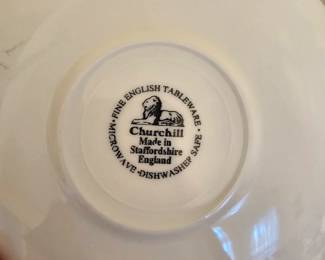 · FINE ENGLISH TABLEWARE ·
Churchill
Made in
Staffordshire
England
MICROWAVE · DISHWASHER SAFE ·